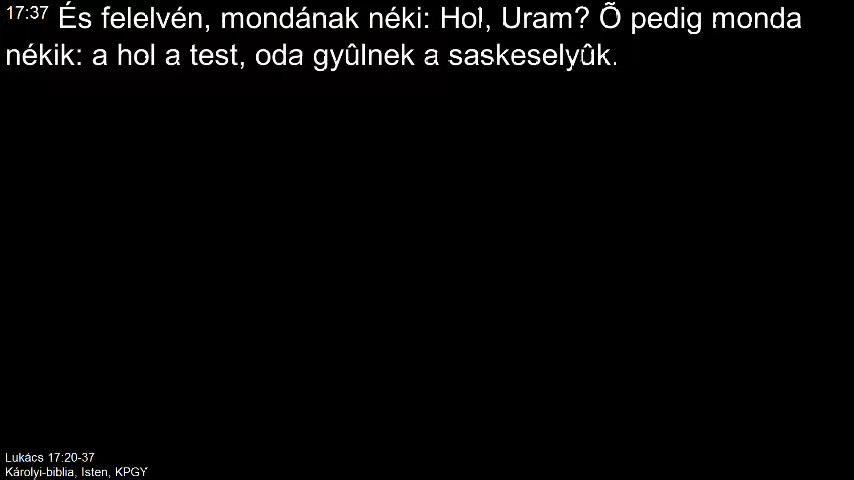 17:37 És felelvén, mondának néki: Hol, Uram? Õ pedig monda
nékik: a hol a test, oda gyûlnek a saskeselyûk.
Lukács 17:20-37
Károlyi-biblia, Isten, KPGY